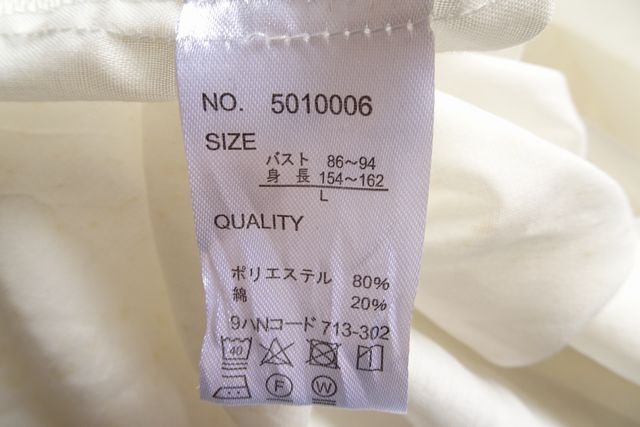 NO. 5010006
SIZE
バスト 86～94
身長 154～162
L
QUALITY
ポリエステル 80%
綿 20%
タハNコード 713-302
40
F W